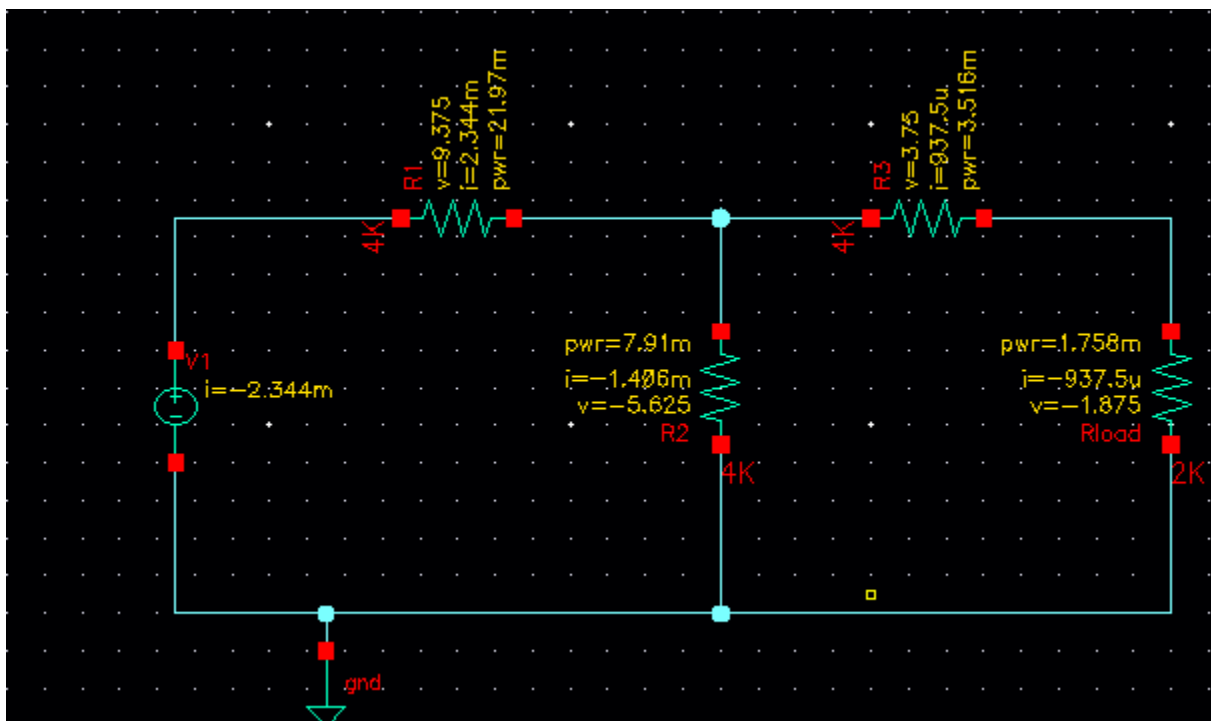 R1
v=9.375
i=2.344m
pwr=21.97m
4K
R3
v=3.75
i=937.5u
pwr=3.516m
4K
V1
i=-2.344m
pwr=7.91m
i=-1.406m
v=-5.625
R2
4K
pwr=1.758m
i=-937.5u
v=-1.875
Rload
2K
gnd